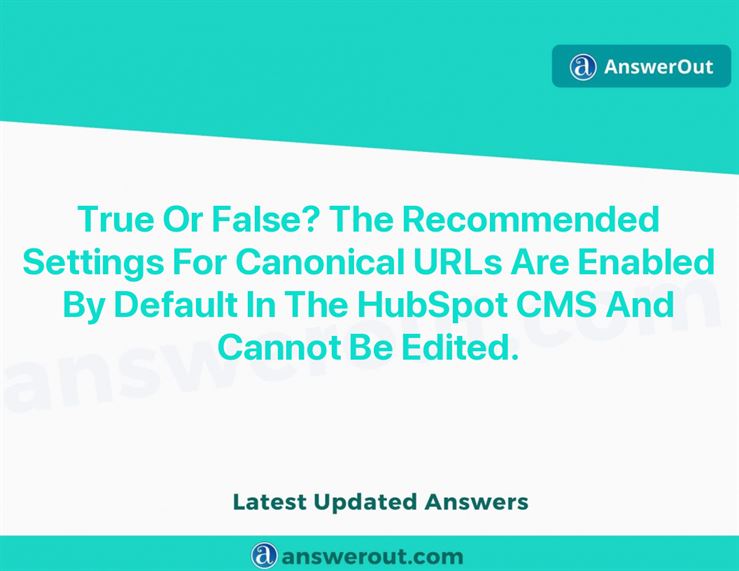 AnswerOut
True Or False? The Recommended
Settings For Canonical URLs Are Enabled
By Default In The HubSpot CMS And
Cannot Be Edited.
answerout.com
Latest Updated Answers
answerout.com